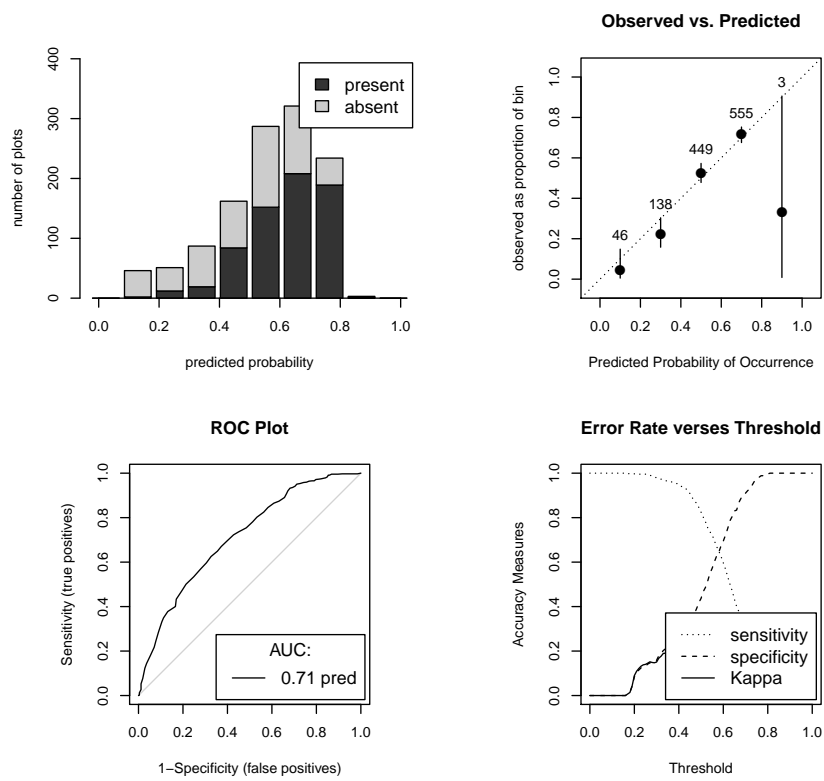 number of plots
400
300
200
100
0
present
absent
0.0 0.2 0.4 0.6 0.8 1.0
predicted probability
Observed vs. Predicted
observed as proportion of bin
1.0
0.8
0.6
0.4
0.2
0.0
46
138
449
555
3
0.0 0.2 0.4 0.6 0.8 1.0
Predicted Probability of Occurrence
ROC Plot
Sensitivity (true positives)
1.0
0.8
0.6
0.4
0.2
0.0
AUC:
0.71 pred
0.0 0.2 0.4 0.6 0.8 1.0
1−Specificity (false positives)
Error Rate verses Threshold
Accuracy Measures
1.0
0.8
0.6
0.4
0.2
0.0
sensitivity
specificity
Kappa
0.0 0.2 0.4 0.6 0.8 1.0
Threshold